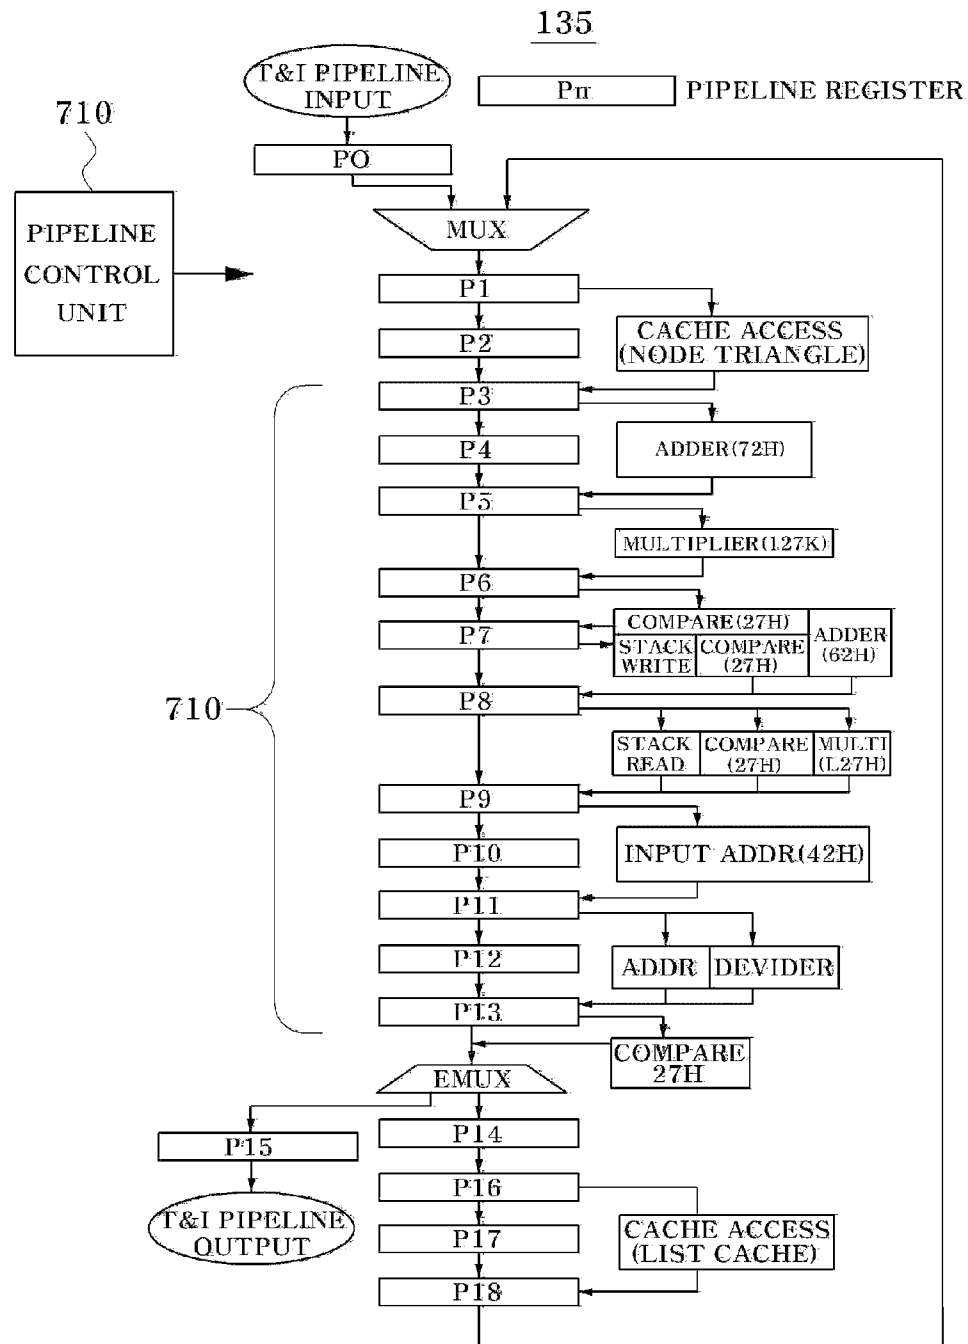 135
T&I PIPELINE
INPUT
Pn
PIPELINE REGISTER
710
PO
PIPELINE
CONTROL
UNIT
MUX
P1
P2
CACHE ACCESS
(NODE TRIANGLE)
P3
P4
ADDER(72H)
P5
MULTIPLIER(L27K)
P6
COMPARE(27H)
ADDER
(62H)
P7
STACK
WRITE
COMPARE
(27H)
710
P8
STACK
READ
COMPARE
(27H)
MULTI
(L27H)
P9
P10
INPUT ADDR(42H)
P11
P12
ADDR
DEVIDER
P13
COMPARE
27H
EMUX
P15
P14
T&I PIPELINE
OUTPUT
P16
P17
CACHE ACCESS
(LIST CACHE)
P18